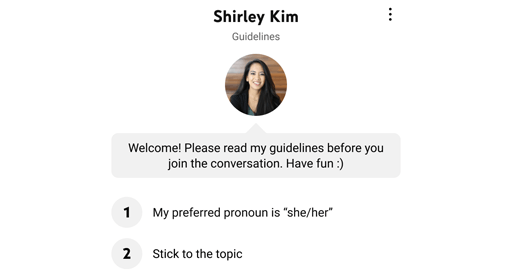 Shirley Kim
Guidelines
Welcome! Please read my guidelines before you
join the conversation. Have fun :)
1 My preferred pronoun is “she/her”
2 Stick to the topic